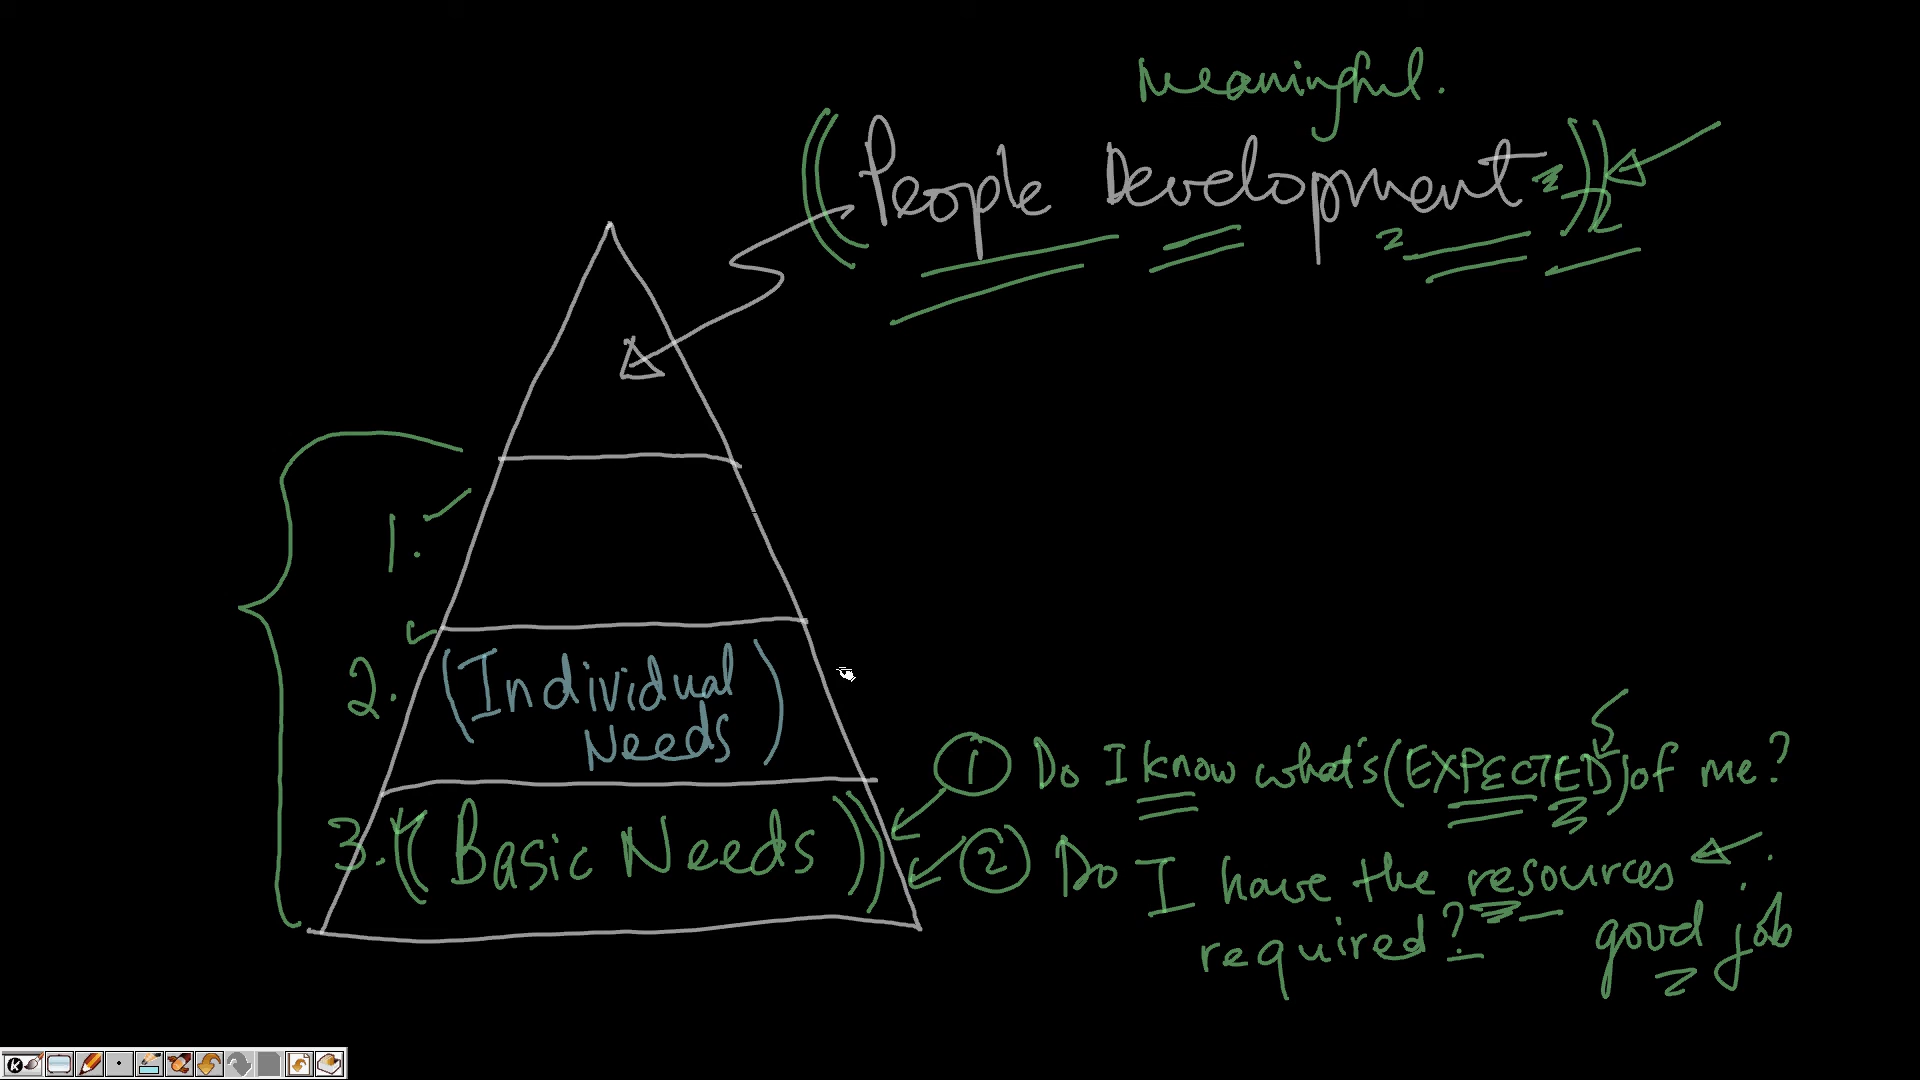 Meaningful.
People Development
1.
2. (Individual
Needs)
3. ((Basic Needs))
1 Do I know what's (EXPECTED) of me?
2 Do I have the resources
required?
good job